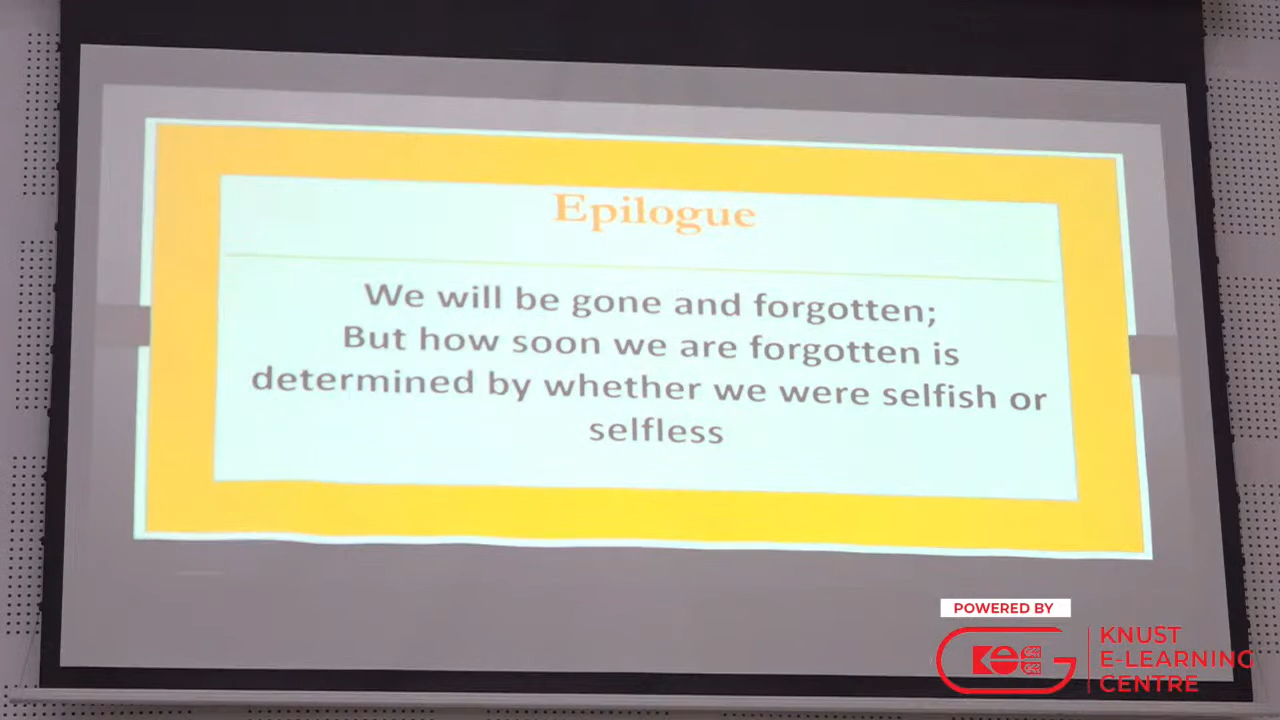 Epilogue
We will be gone and forgotten;
But how soon we are forgotten is
determined by whether we were selfish or
selfless
POWERED BY
KNUST
E-LEARNING
CENTRE